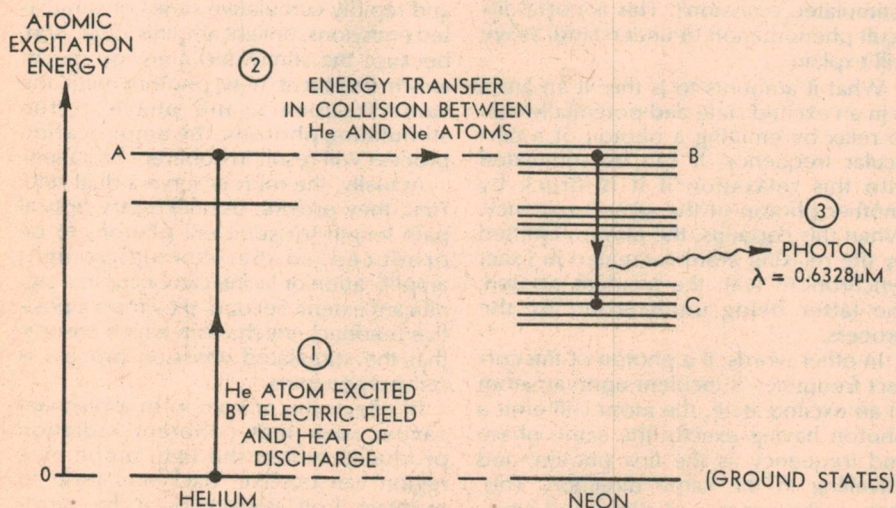 ATOMIC
EXCITATION
ENERGY
2
ENERGY TRANSFER
IN COLLISION BETWEEN
He AND Ne ATOMS
A
B
3
PHOTON
λ = 0.6328µM
C
1
He ATOM EXCITED
BY ELECTRIC FIELD
AND HEAT OF
DISCHARGE
0
(GROUND STATES)
HELIUM
NEON